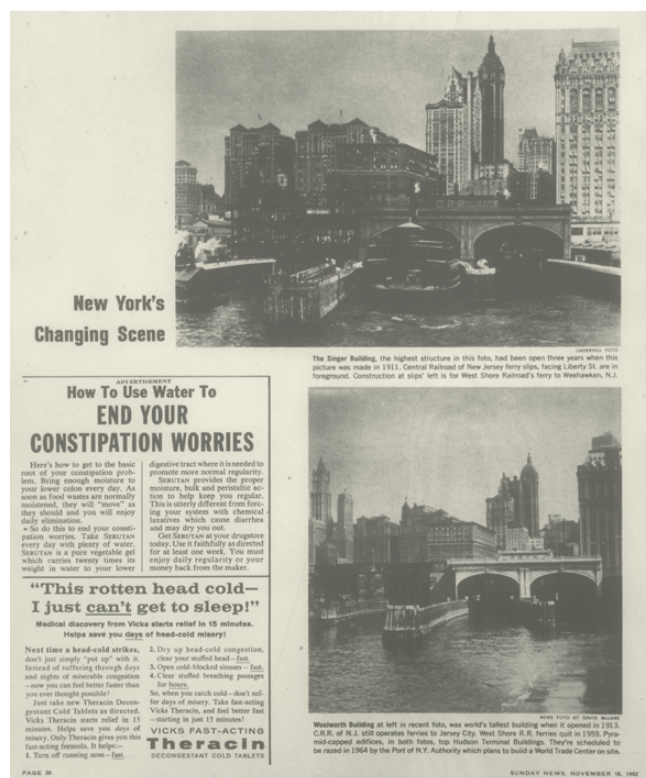 New York's
Changing Scene
UNDERHILL FOTO
The Singer Building, the highest structure in this foto, had been open three years when this
picture was made in 1911. Central Railroad of New Jersey ferry slips, facing Liberty St. are in
foreground. Construction at slips' left is for West Shore Railroad's ferry to Weehawken, N.J.
ADVERTISEMENT
How To Use Water To
END YOUR
CONSTIPATION WORRIES
Here's how to get to the basic
root of your constipation prob-
lem. Bring enough moisture to
your lower colon every day. As
soon as food wastes are normally
moistened, they will "move" as
they should and you will enjoy
daily elimination.
So do this to end your consti-
pation worries. Take SERUTAN
every day with plenty of water.
SERUTAN is a pure vegetable gel
which carries twenty times its
weight in water to your lower
digestive tract where it is needed to
promote more normal regularity.
SERUTAN provides the proper
moisture, bulk and peristaltic ac-
tion to help keep you regular.
This is utterly different from forc-
ing your system with chemical
laxatives which cause diarrhea
and may dry you out.
Get SERUTAN at your drugstore
today. Use it faithfully as directed
for at least one week. You must
enjoy daily regularity or your
money back from the maker.
"This rotten head cold—
I just can't get to sleep!"
Medical discovery from Vicks starts relief in 15 minutes.
Helps save you days of head-cold misery!
Next time a head-cold strikes,
don't just simply "put up" with it.
Instead of suffering through days
and nights of miserable congestion
—now you can feel better faster than
you ever thought possible!
Just take new Theracin Decon-
gestant Cold Tablets as directed.
Vicks Theracin starts relief in 15
minutes. Helps save you days of
misery. Only Theracin gives you this
fast-acting formula. It helps:—
1. Turn off running nose—fast.
2. Dry up head-cold congestion,
clear your stuffed head—fast.
3. Open cold-blocked sinuses—fast.
4. Clear stuffed breathing passages
for hours.
So, when you catch cold—don't suf-
fer days of misery. Take fast-acting
Vicks Theracin, and feel better fast
—starting in just 15 minutes!
VICKS FAST-ACTING
Theracin
DECONGESTANT COLD TABLETS
NEWS FOTO BY DAVID McLANE
Woolworth Building at left in recent foto, was world's tallest building when it opened in 1913.
C.R.R. of N.J. still operates ferries to Jersey City. West Shore R.R. ferries quit in 1959. Pyra-
mid-capped edifices, in both fotos, top Hudson Terminal Buildings. They're scheduled to
be razed in 1964 by the Port of N.Y. Authority which plans to build a World Trade Center on site.
PAGE 30
SUNDAY NEWS, NOVEMBER 18, 1962